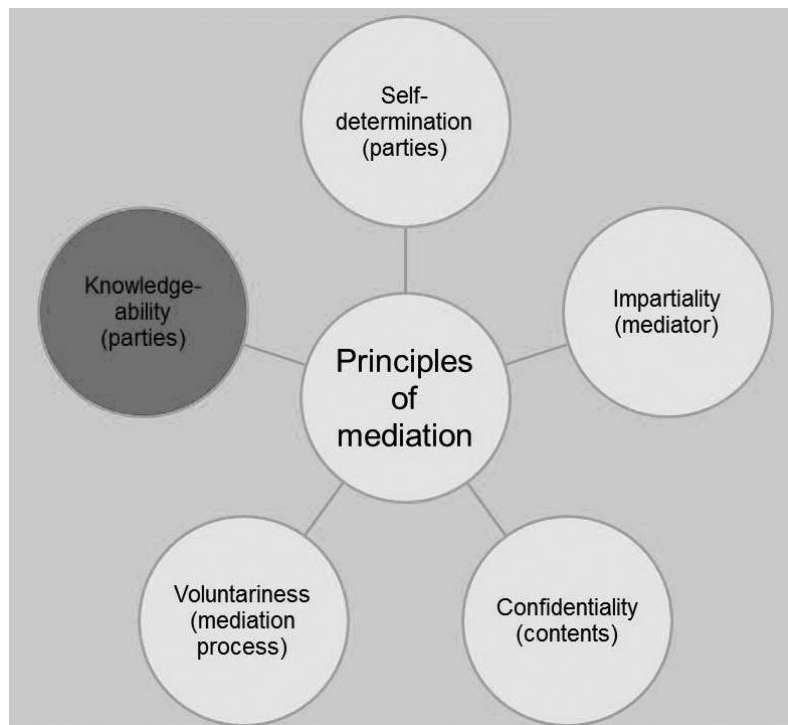 Self-
determination
(parties)
Knowledge-
ability
(parties)
Impartiality
(mediator)
Principles
of
mediation
Voluntariness
(mediation
process)
Confidentiality
(contents)